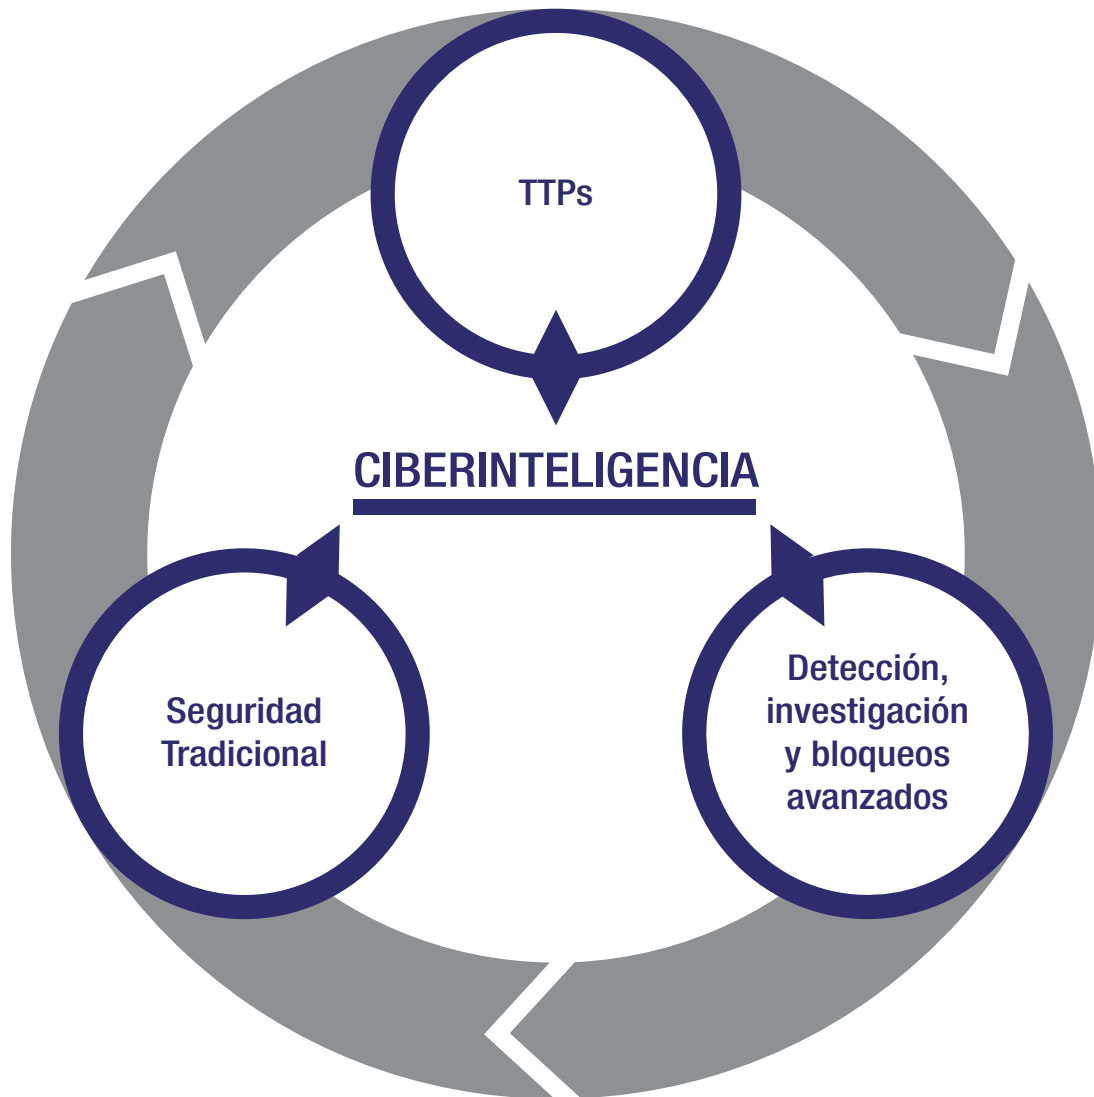 TTPs
CIBERINTELIGENCIA
Seguridad
Tradicional
Detección,
investigación
y bloqueos
avanzados